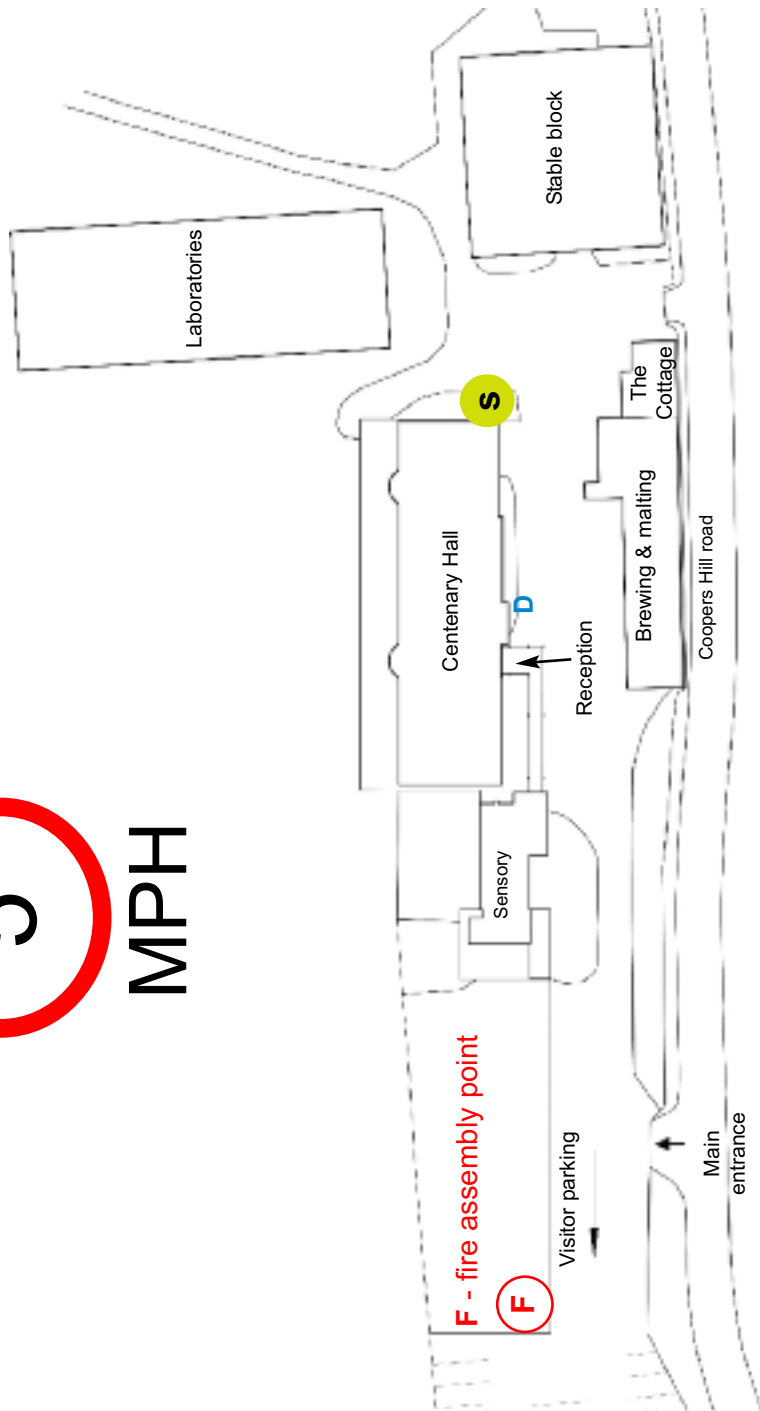 MPH
Laboratories
Centenary Hall
F - fire assembly point
S
Sensory
F
D
Stable block
Visitor parking
Reception
The
Cottage
Brewing & malting
Coopers Hill road
Main
entrance